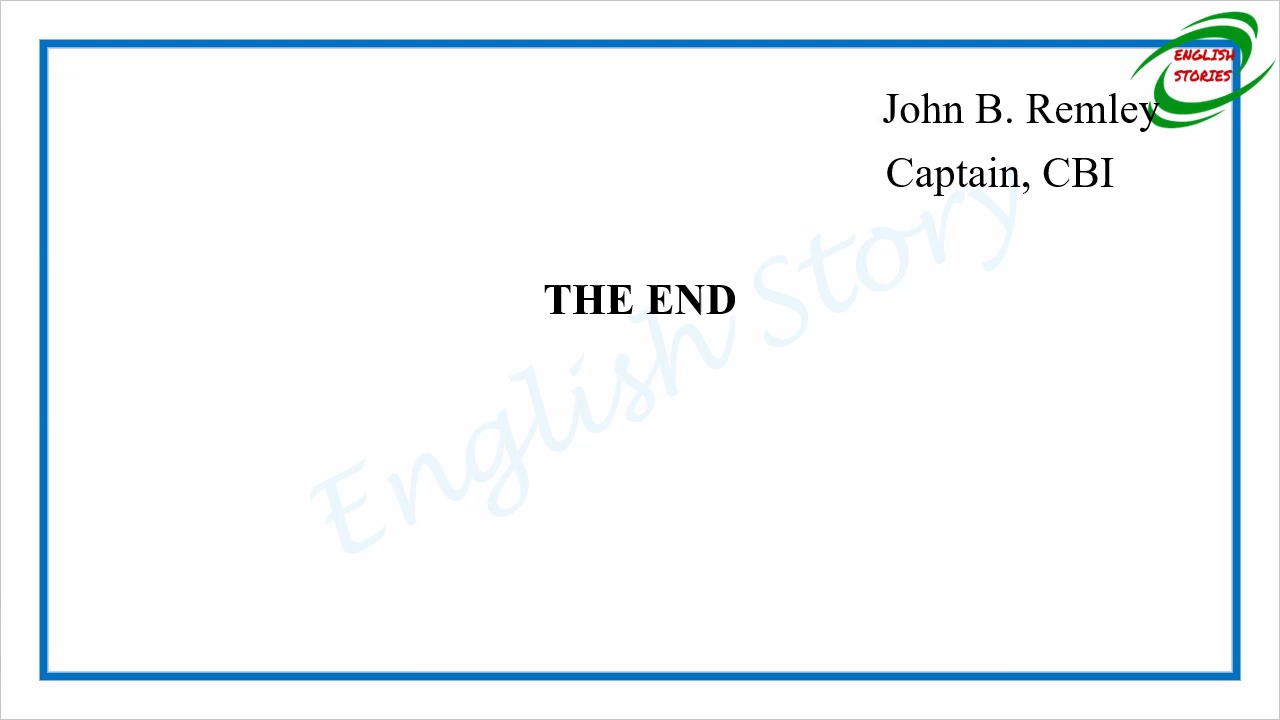 ENGLISH
STORIES
John B. Remley
Captain, CBI
THE END
English Story